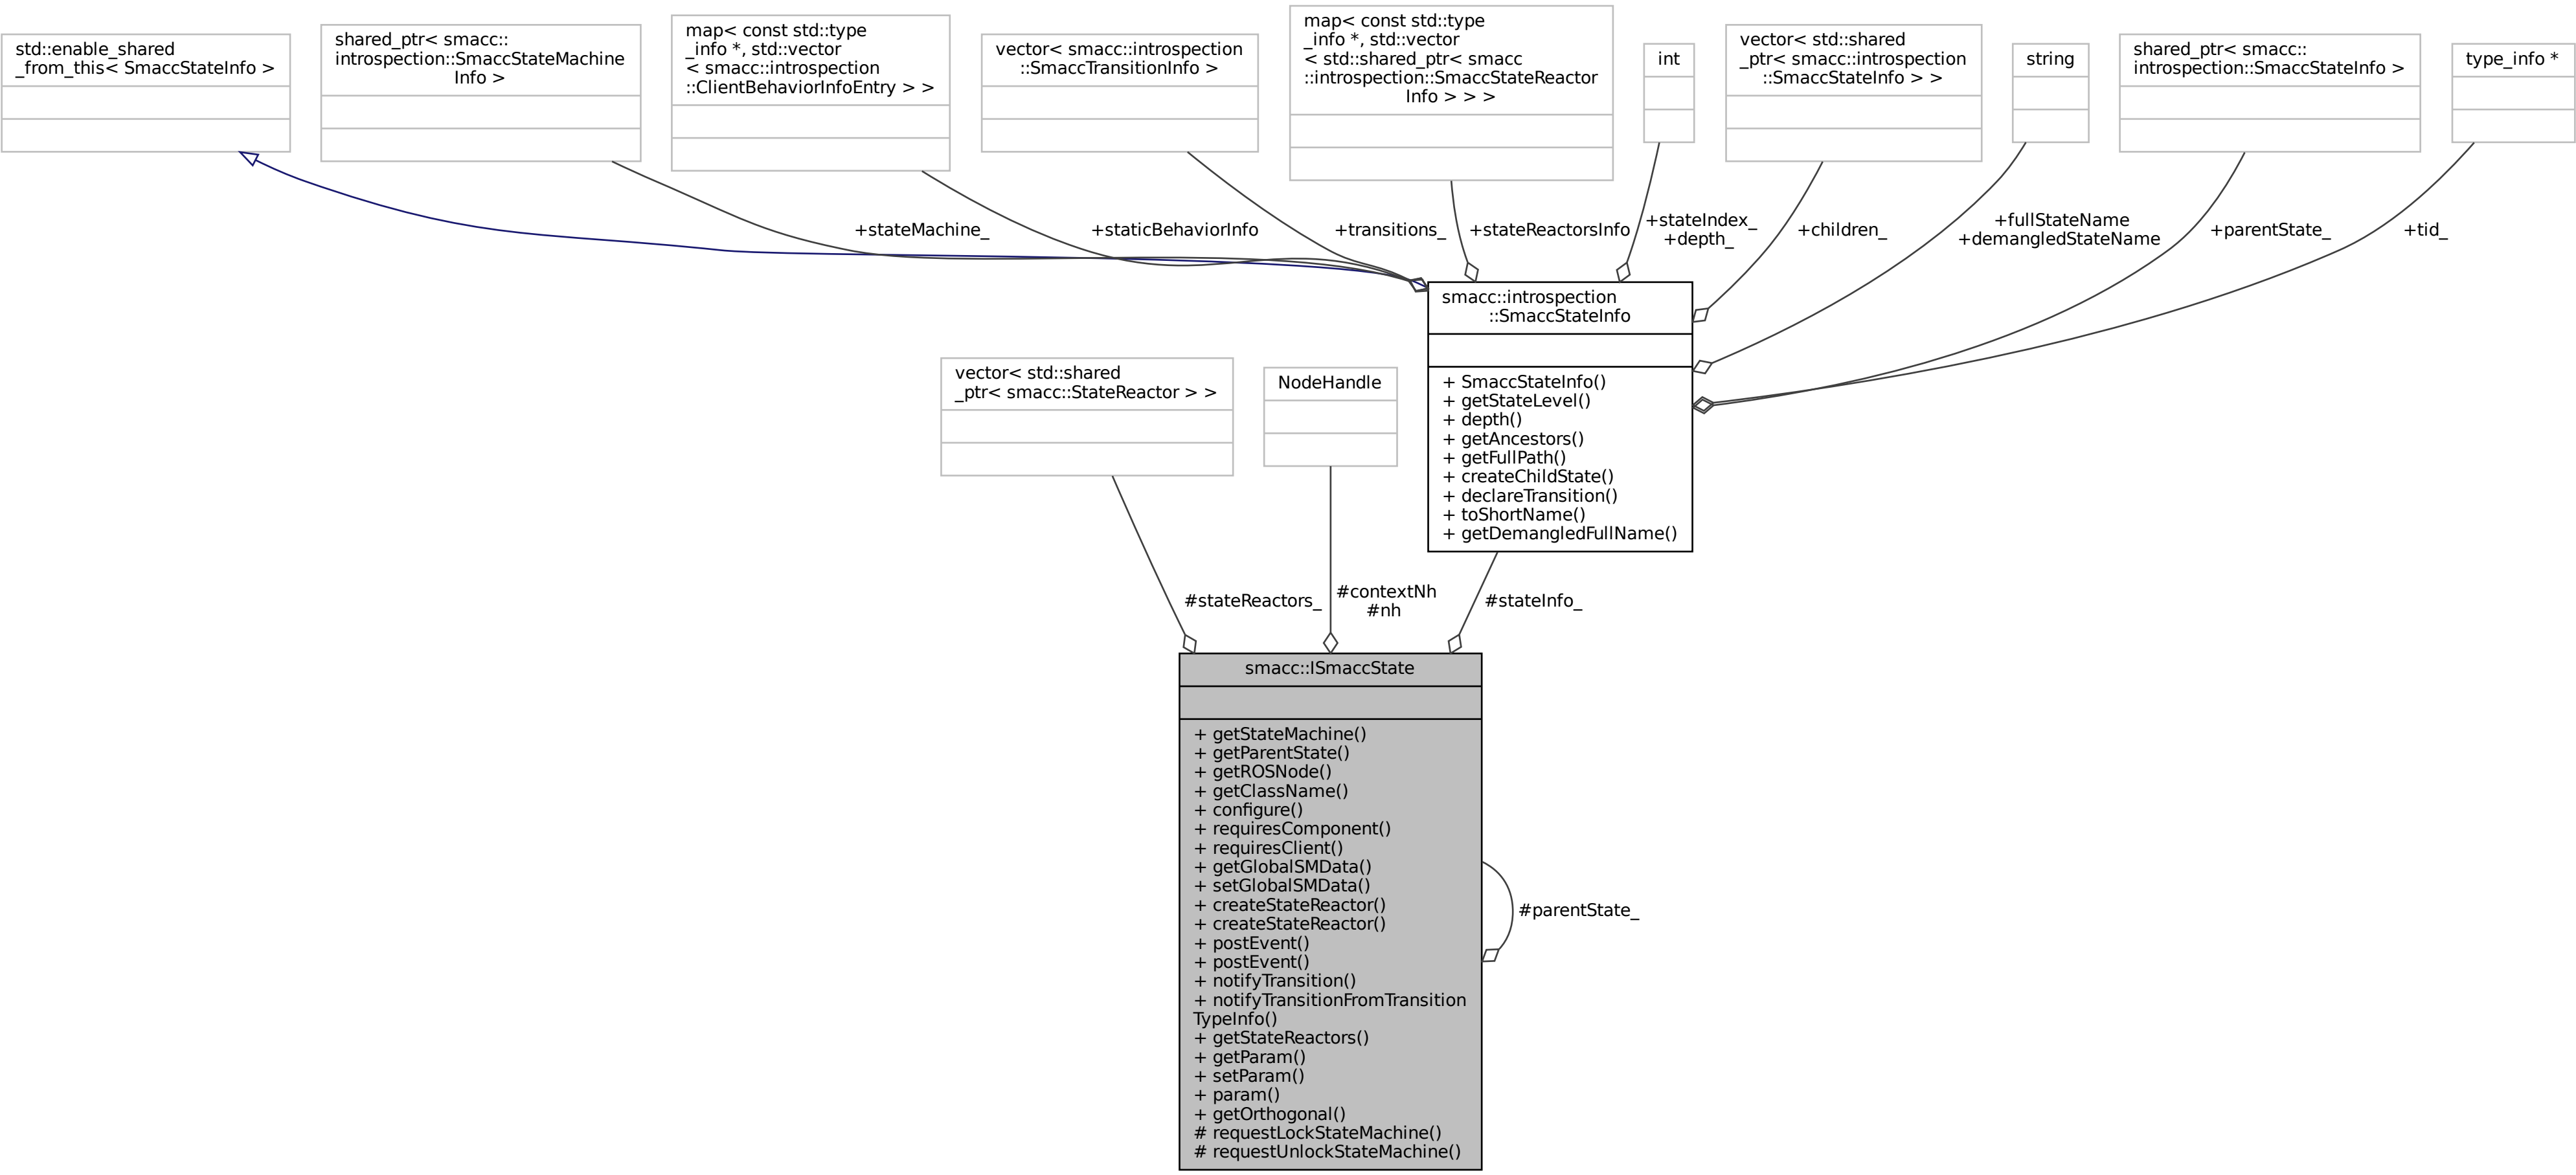 std::enable_shared
_from_this< SmaccStateInfo >
shared_ptr< smacc::
introspection::SmaccStateMachine
Info >
map< const std::type
_info *, std::vector
< smacc::introspection
::ClientBehaviorInfoEntry > >
vector< smacc::introspection
::SmaccTransitionInfo >
map< const std::type
_info *, std::vector
< std::shared_ptr< smacc
::introspection::SmaccStateReactor
Info > > >
int
vector< std::shared
_ptr< smacc::introspection
::SmaccStateInfo > >
string
shared_ptr< smacc::
introspection::SmaccStateInfo >
type_info *
+stateMachine_
+staticBehaviorInfo
+transitions_
+stateReactorsInfo
+stateIndex_
+depth_
+children_
+fullStateName
+demangledStateName
+parentState_
+tid_
smacc::introspection
::SmaccStateInfo
+ SmaccStateInfo()
+ getStateLevel()
+ depth()
+ getAncestors()
+ getFullPath()
+ createChildState()
+ declareTransition()
+ toShortName()
+ getDemangledFullName()
vector< std::shared
_ptr< smacc::StateReactor > >
NodeHandle
#stateReactors_
#contextNh
#nh
#stateInfo_
smacc::ISmaccState
+ getStateMachine()
+ getParentState()
+ getROSNode()
+ getClassName()
+ configure()
+ requiresComponent()
+ requiresClient()
+ getGlobalSMData()
+ setGlobalSMData()
+ createStateReactor()
+ createStateReactor()
+ postEvent()
+ postEvent()
+ notifyTransition()
+ notifyTransitionFromTransition
TypeInfo()
+ getStateReactors()
+ getParam()
+ setParam()
+ param()
+ getOrthogonal()
# requestLockStateMachine()
# requestUnlockStateMachine()
#parentState_